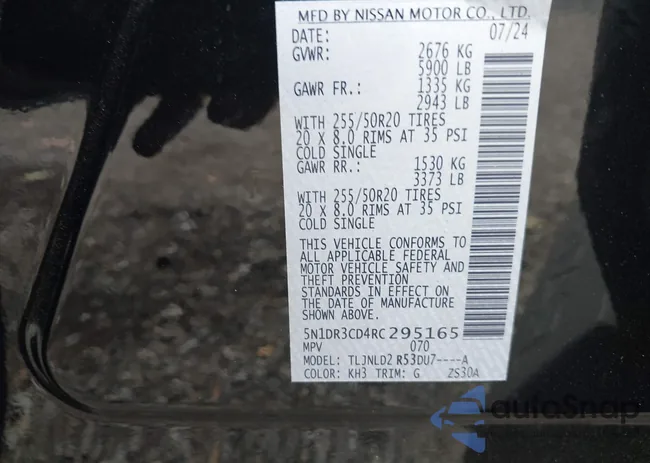 MFD BY NISSAN MOTOR CO., LTD.
DATE: 07/24
GVWR: 2676 KG
5900 LB
GAWR FR.: 1335 KG
2943 LB
WITH 255/50R20 TIRES
20 X 8.0 RIMS AT 35 PSI
COLD SINGLE
GAWR RR.: 1530 KG
3373 LB
WITH 255/50R20 TIRES
20 X 8.0 RIMS AT 35 PSI
COLD SINGLE
THIS VEHICLE CONFORMS TO
ALL APPLICABLE FEDERAL
MOTOR VEHICLE SAFETY AND
THEFT PREVENTION
STANDARDS IN EFFECT ON
THE DATE OF MANUFACTURE
SHOWN ABOVE.
5N1DR3CD4RC295165
MPV 070
MODEL: TLJNLD2 R53DU7----A
COLOR: KH3 TRIM: G ZS30A
autoSnap